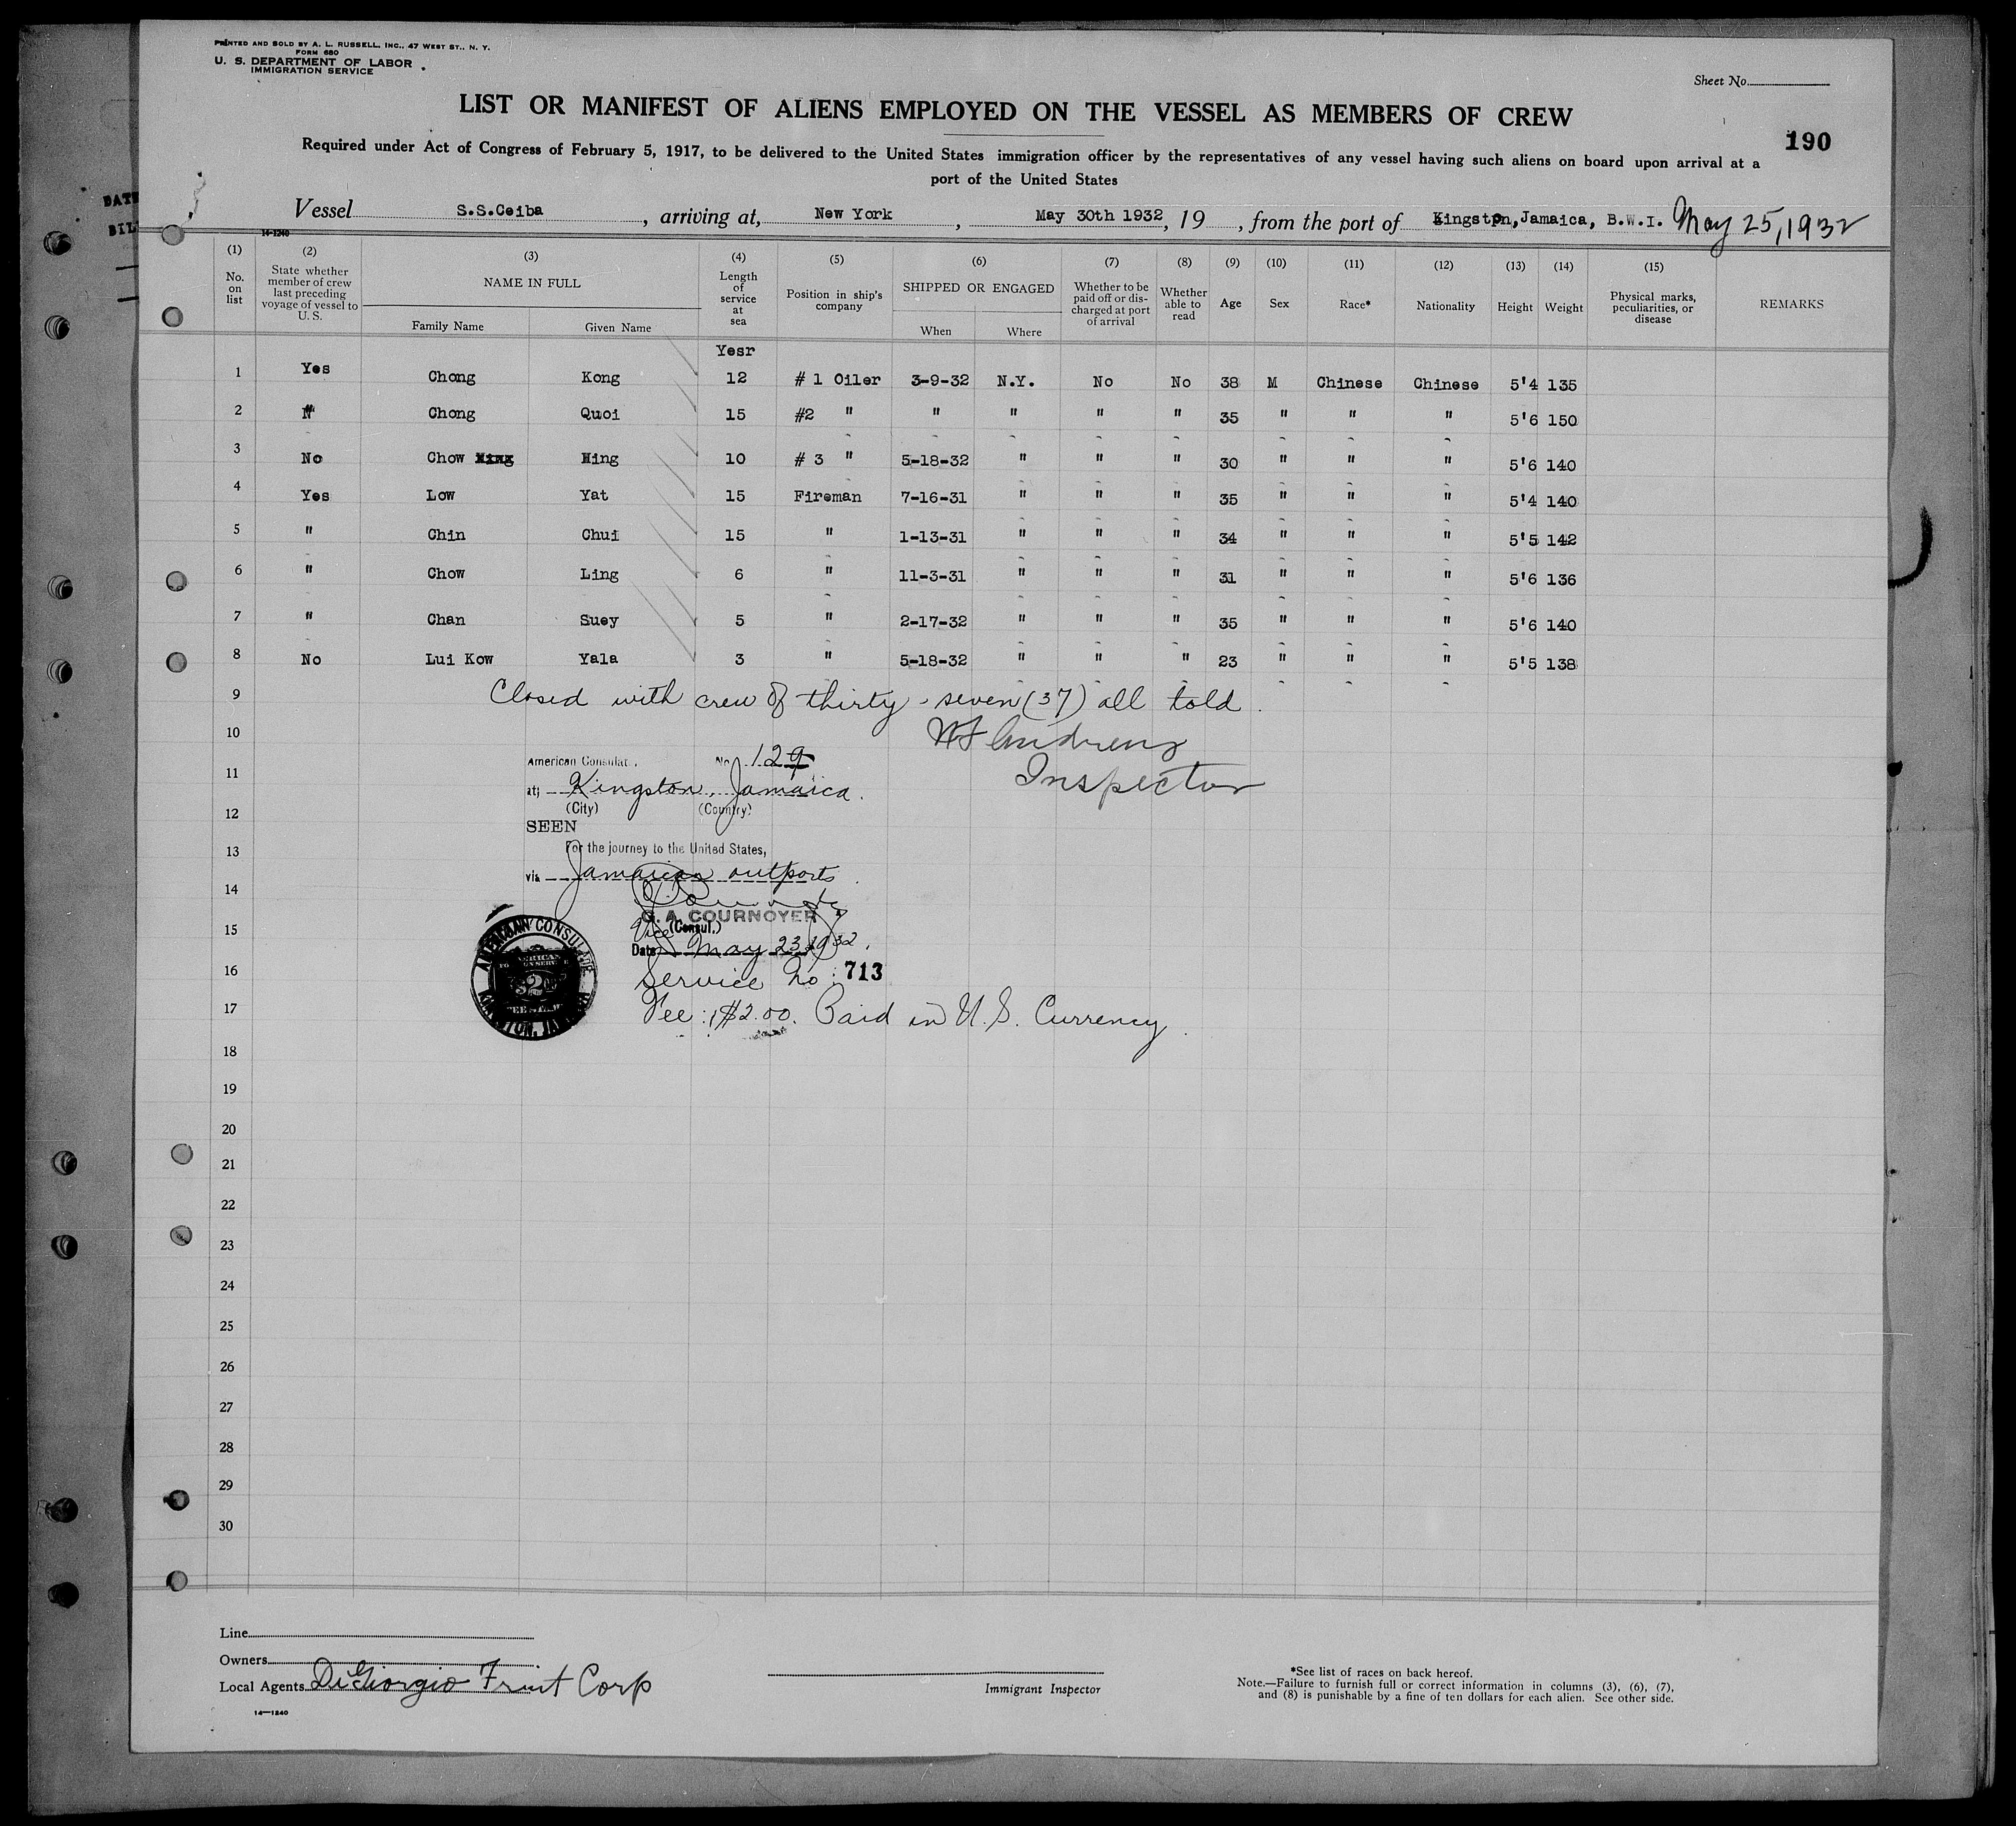 PRINTED AND SOLD BY A. L. RUSSELL, INC., 47 WEST ST., N. Y.
FORM 680
U. S. DEPARTMENT OF LABOR
IMMIGRATION SERVICE
Sheet No.
LIST OR MANIFEST OF ALIENS EMPLOYED ON THE VESSEL AS MEMBERS OF CREW
190
Required under Act of Congress of February 5, 1917, to be delivered to the United States immigration officer by the representatives of any vessel having such aliens on board upon arrival at a
port of the United States
DATE
BIL
Vessel S.S.Ceiba, arriving at, New York, May 30th 1932, 19, from the port of Kingston, Jamaica, B.W.I. May 25, 1932
14-1240
(1) (2) (3) (4) (5) (6) (7) (8) (9) (10) (11) (12) (13) (14) (15)
No. on list
State whether member of crew last preceding voyage of vessel to U. S.
NAME IN FULL
Family Name
Given Name
Length of service at sea
Position in ship's company
SHIPPED OR ENGAGED
When
Where
Whether to be paid off or discharged at port of arrival
Whether able to read
Age
Sex
Race*
Nationality
Height
Weight
Physical marks, peculiarities, or disease
REMARKS
Yesr
1 Yes Chong Kong 12 # 1 Oiler 3-9-32 N.Y. No No 38 M Chinese Chinese 5'4 135
2 " Chong Quoi 15 #2 " " " " " 35 " " " 5'6 150
3 No Chow Ming 10 # 3 " 5-18-32 " " " 30 " " " 5'6 140
4 Yes Low Yat 15 Fireman 7-16-31 " " " 35 " " " 5'4 140
5 " Chin Chui 15 " 1-13-31 " " " 34 " " " 5'5 142
6 " Chow Ling 6 " 11-3-31 " " " 31 " " " 5'6 136
7 " Chan Suey 5 " 2-17-32 " " " 35 " " " 5'6 140
8 No Lui Kow Yala 3 " 5-18-32 " " " 23 " " " 5'5 138
9 Closed with crew of thirty-seven (37) all told.
10 Andrews
American Consulat No. 129
11 Inspector
at Kingston, Jamaica.
(City) (Country)
12
SEEN
13
For the journey to the United States,
via Jamaican outports.
14
G. A. COURNOYER
15
Vice (Consul.)
AMERICAN CONSULATE
KINGSTON, JAMAICA
Date May 23, 1932.
16 Service No: 713
17 Fee: $2.00. Paid in U.S. Currency.
18
19
20
21
22
23
24
25
26
27
28
29
30
Line
Owners
Local Agents DiGiorgio Fruit Corp
14-1240
Immigrant Inspector
*See list of races on back hereof.
Note.—Failure to furnish full or correct information in columns (3), (6), (7),
and (8) is punishable by a fine of ten dollars for each alien. See other side.